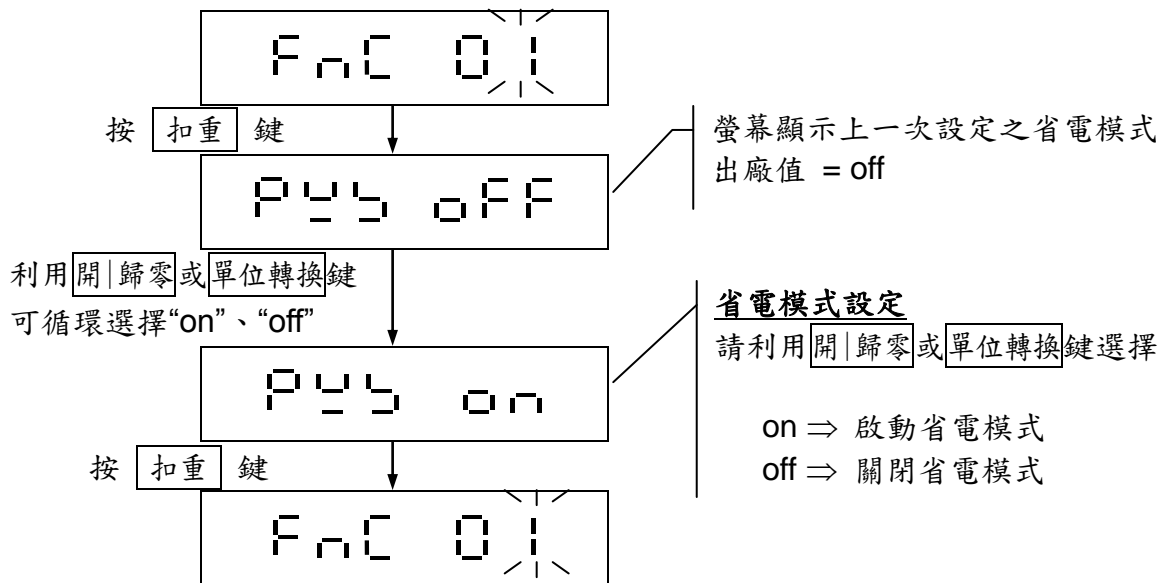 FnC 01
按 扣重 鍵
螢幕顯示上一次設定之省電模式
出廠值 = off
PWS oFF
利用開|歸零或單位轉換鍵
可循環選擇“on”、“off”
省電模式設定
請利用開|歸零或單位轉換鍵選擇
PWS on
on ⇒ 啟動省電模式
off ⇒ 關閉省電模式
按 扣重 鍵
FnC 01